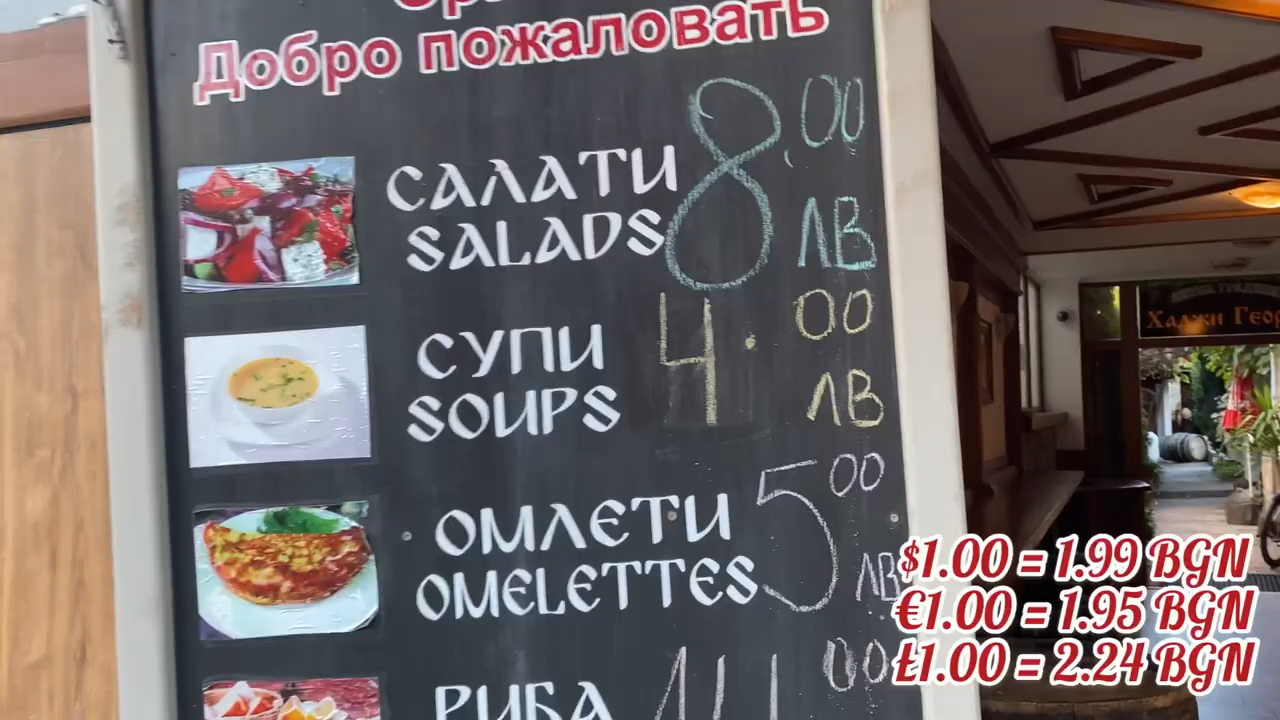 Добро пожаловать
САЛАТИ 8.00
SALADS ЛВ
СУПИ 4.00
SOUPS ЛВ
ОМЛЕТИ 5.00
OMELETTES ЛВ
РИБА 00
Хаджи
$1.00 = 1.99 BGN
€1.00 = 1.95 BGN
£1.00 = 2.24 BGN